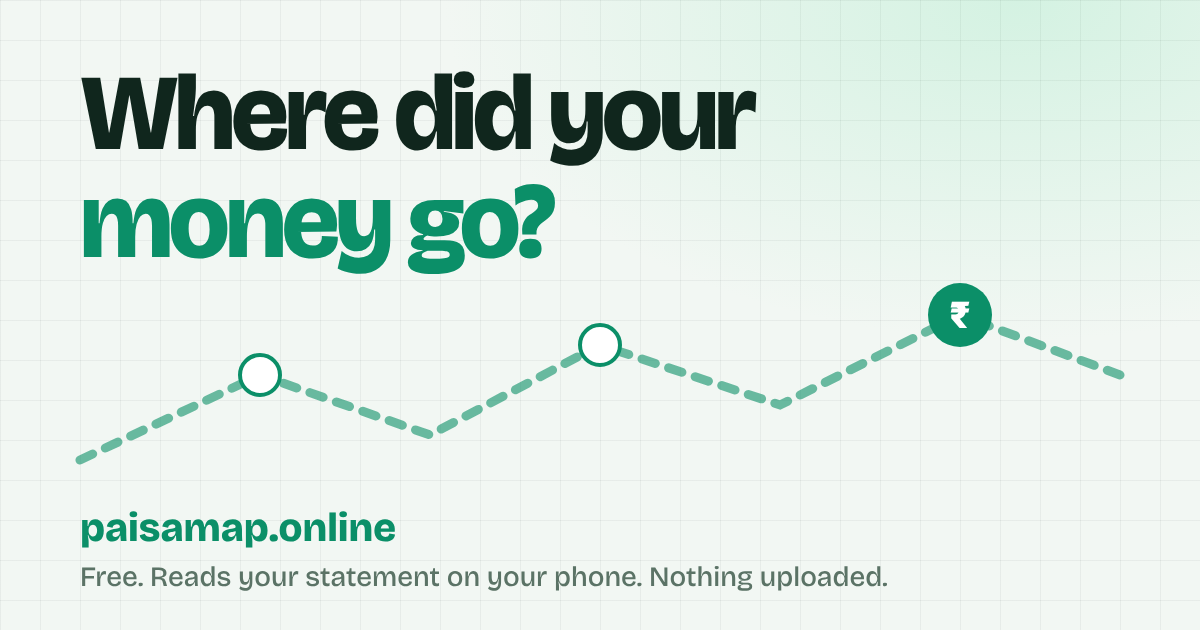 Where did your
money go?
₹
paisamap.online
Free. Reads your statement on your phone. Nothing uploaded.